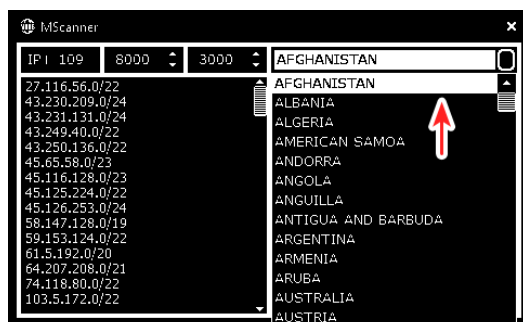 MScanner
IP: 109 8000 3000 AFGHANISTAN
27.116.56.0/22
43.230.209.0/24
43.231.131.0/24
43.249.40.0/22
43.250.136.0/22
45.65.58.0/23
45.116.128.0/23
45.125.224.0/22
45.126.253.0/24
58.147.128.0/19
59.153.124.0/22
61.5.192.0/20
64.207.208.0/21
74.118.80.0/22
103.5.172.0/22
AFGHANISTAN
ALBANIA
ALGERIA
AMERICAN SAMOA
ANDORRA
ANGOLA
ANGUILLA
ANTIGUA AND BARBUDA
ARGENTINA
ARMENIA
ARUBA
AUSTRALIA
AUSTRIA